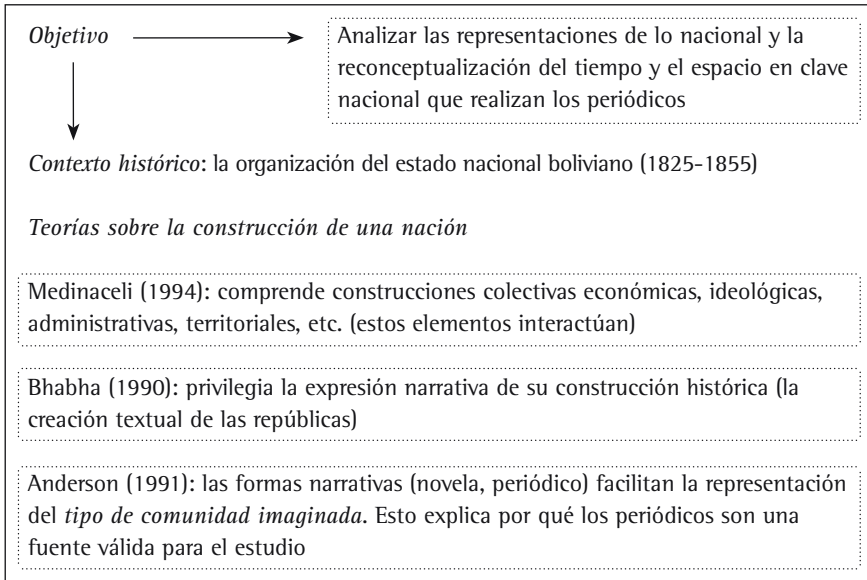 Objetivo
Analizar las representaciones de lo nacional y la
reconceptualización del tiempo y el espacio en clave
nacional que realizan los periódicos
Contexto histórico: la organización del estado nacional boliviano (1825-1855)
Teorías sobre la construcción de una nación
Medinaceli (1994): comprende construcciones colectivas económicas, ideológicas,
administrativas, territoriales, etc. (estos elementos interactúan)
Bhabha (1990): privilegia la expresión narrativa de su construcción histórica (la
creación textual de las repúblicas)
Anderson (1991): las formas narrativas (novela, periódico) facilitan la representación
del tipo de comunidad imaginada. Esto explica por qué los periódicos son una
fuente válida para el estudio